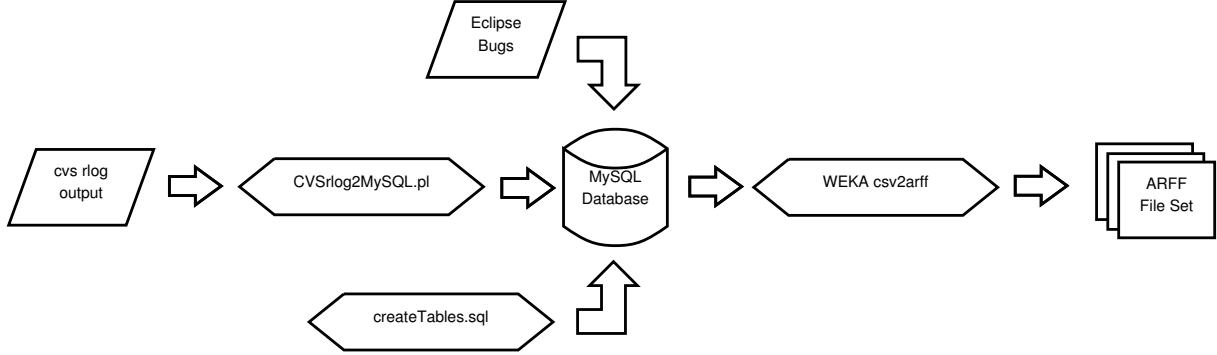 Eclipse
Bugs
cvs rlog
output
CVSrlog2MySQL.pl
MySQL
Database
WEKA csv2arff
ARFF
File Set
createTables.sql